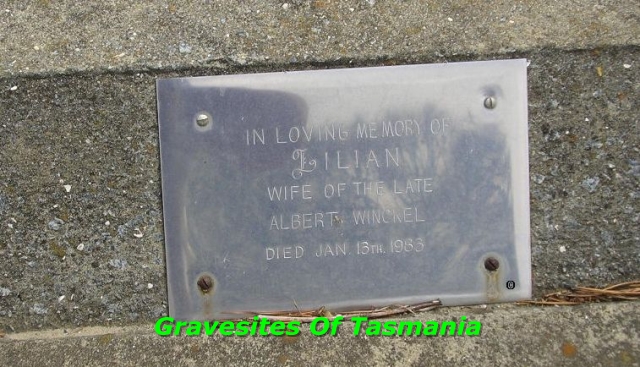 IN LOVING MEMORY OF
LILIAN
WIFE OF THE LATE
ALBERT WINCKEL
DIED JAN. 13TH. 1983
Gravesites Of Tasmania